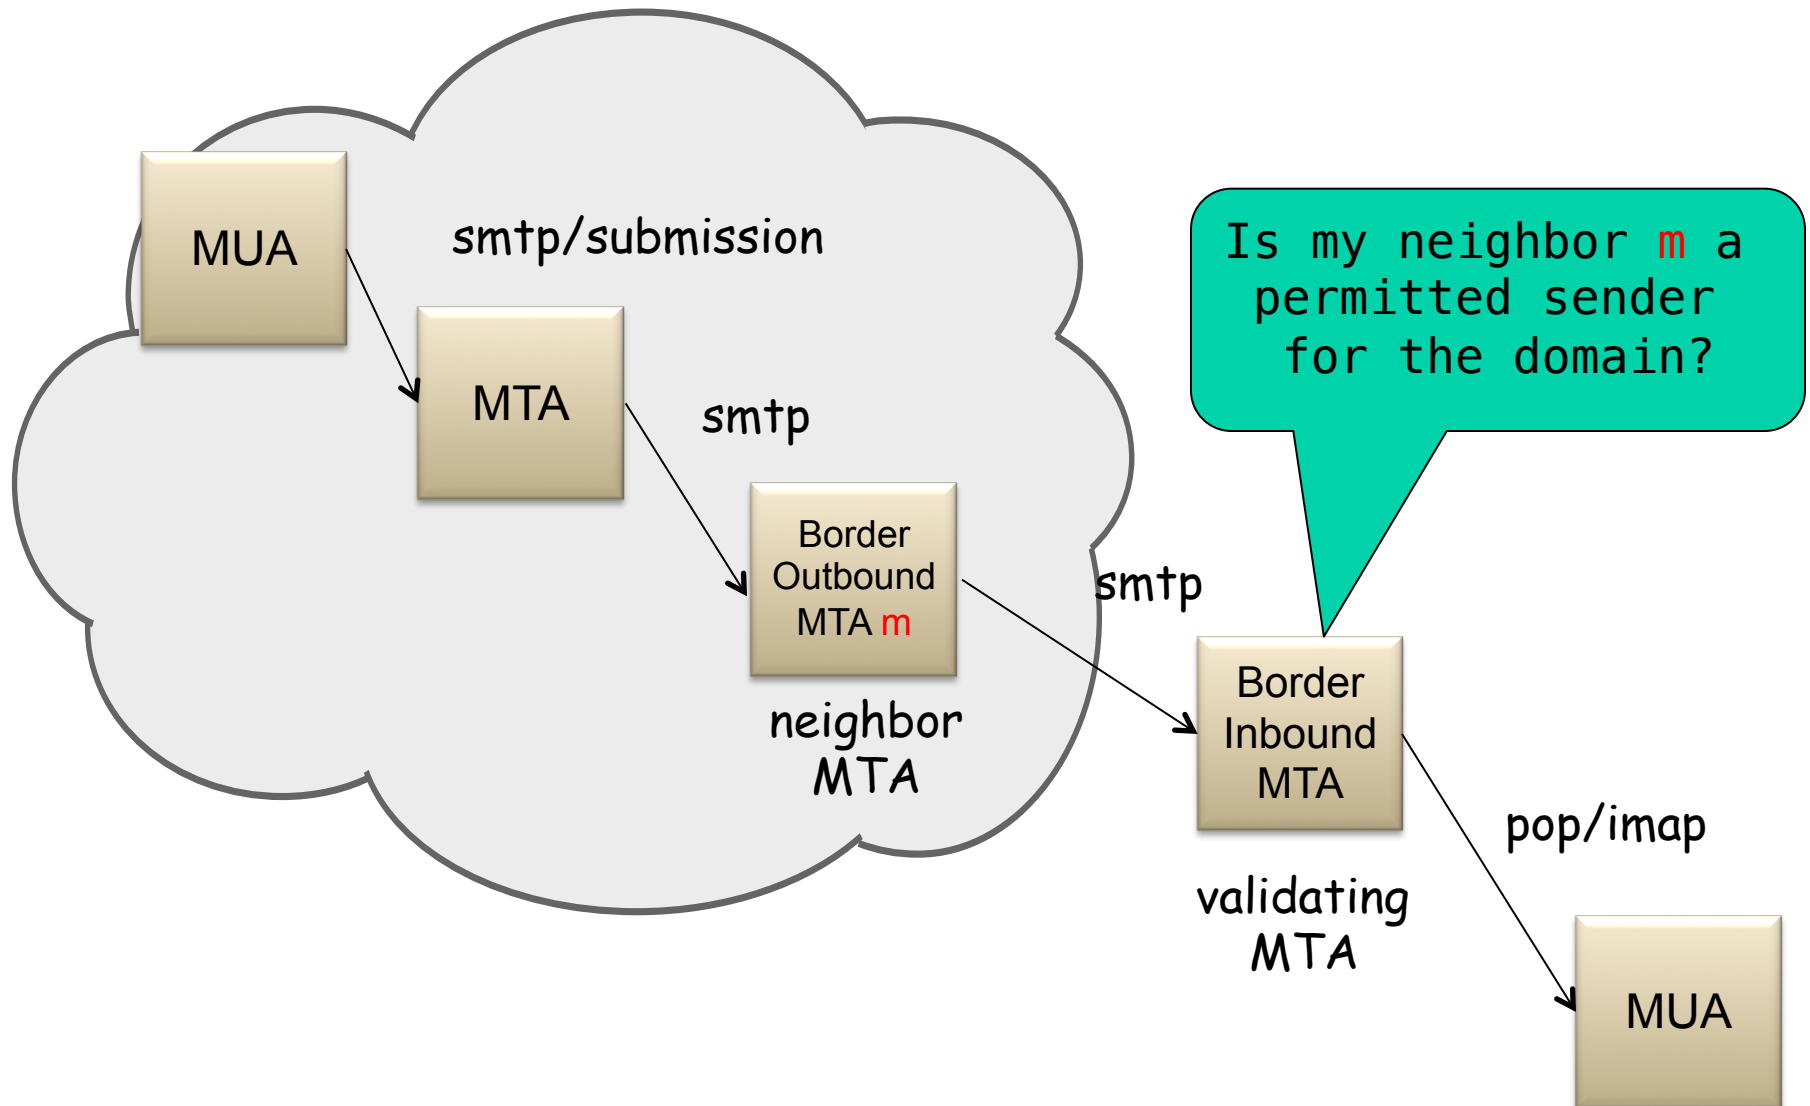 MUA
smtp/submission
MTA
smtp
Border
Outbound
MTA m
neighbor
MTA
smtp
Is my neighbor m a
permitted sender
for the domain?
Border
Inbound
MTA
validating
MTA
pop/imap
MUA